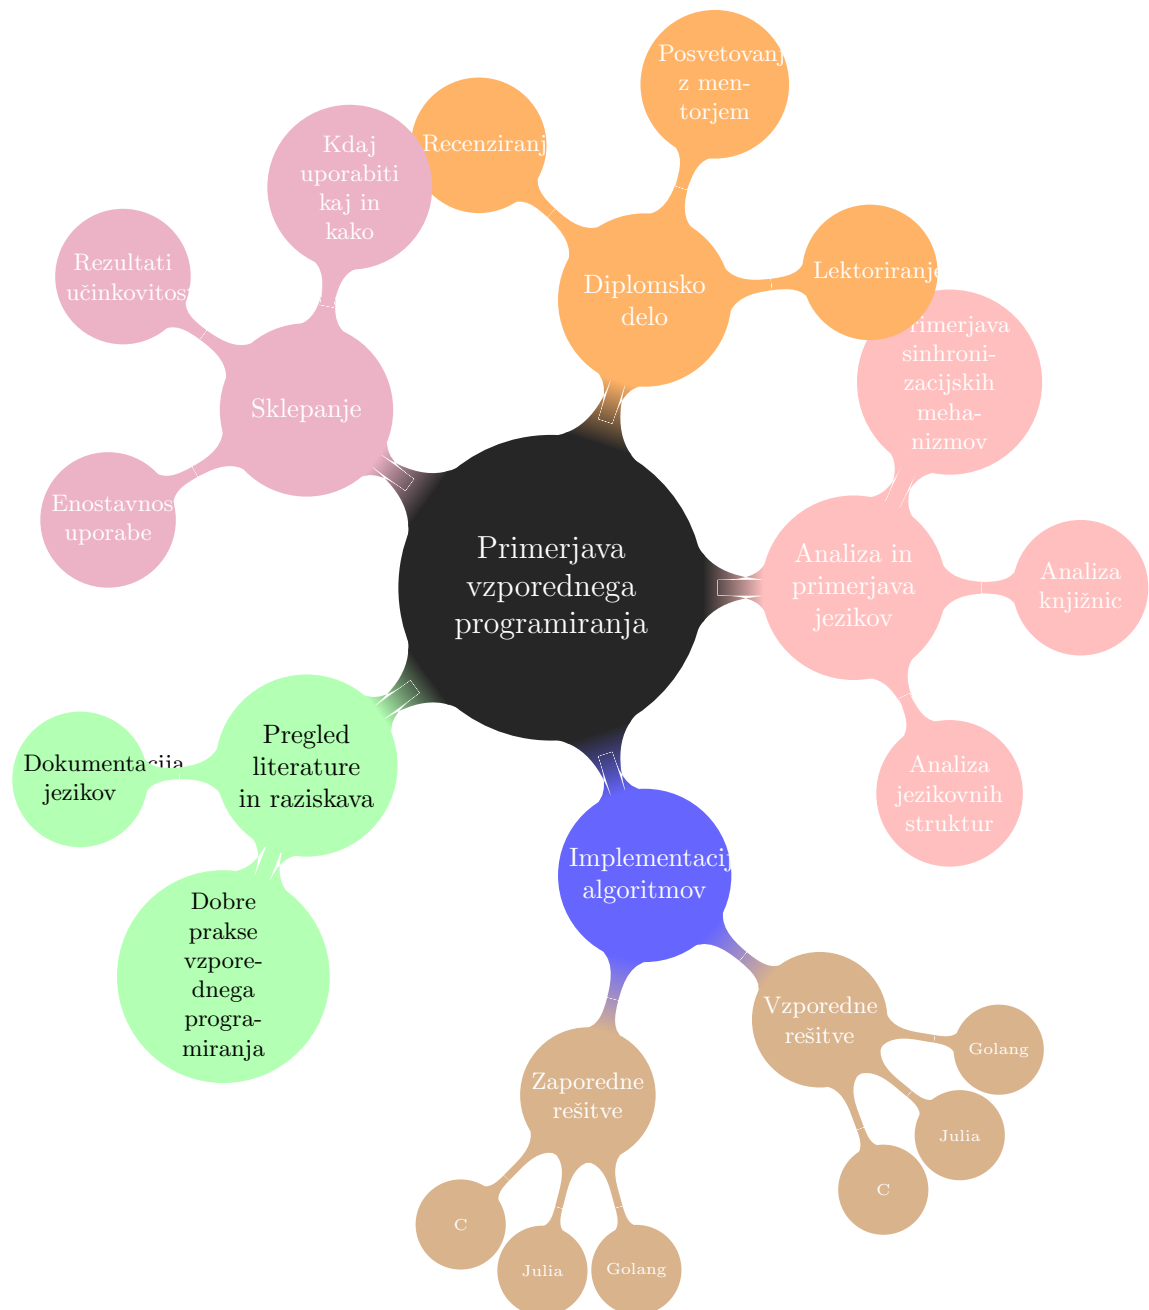 Posvetovanj
z men-
torjem
Recenziranj
Kdaj
uporabiti
kaj in
kako
Rezultati
učinkovitost
Lektoriranje
Diplomsko
delo
rimerjava
sinhroni-
zacijskih
meha-
nizmov
Sklepanje
Enostavnos
uporabe
Primerjava
vzporednega
programiranja
Analiza in
primerjava
jezikov
Analiza
knjižnic
Analiza
jezikovnih
struktur
Pregled
literature
in raziskava
Dokumentacija
jezikov
Dobre
prakse
vzpore-
dnega
progra-
miranja
Implementacij
algoritmov
Vzporedne
rešitve
Golang
Julia
C
Zaporedne
rešitve
C
Julia
Golang